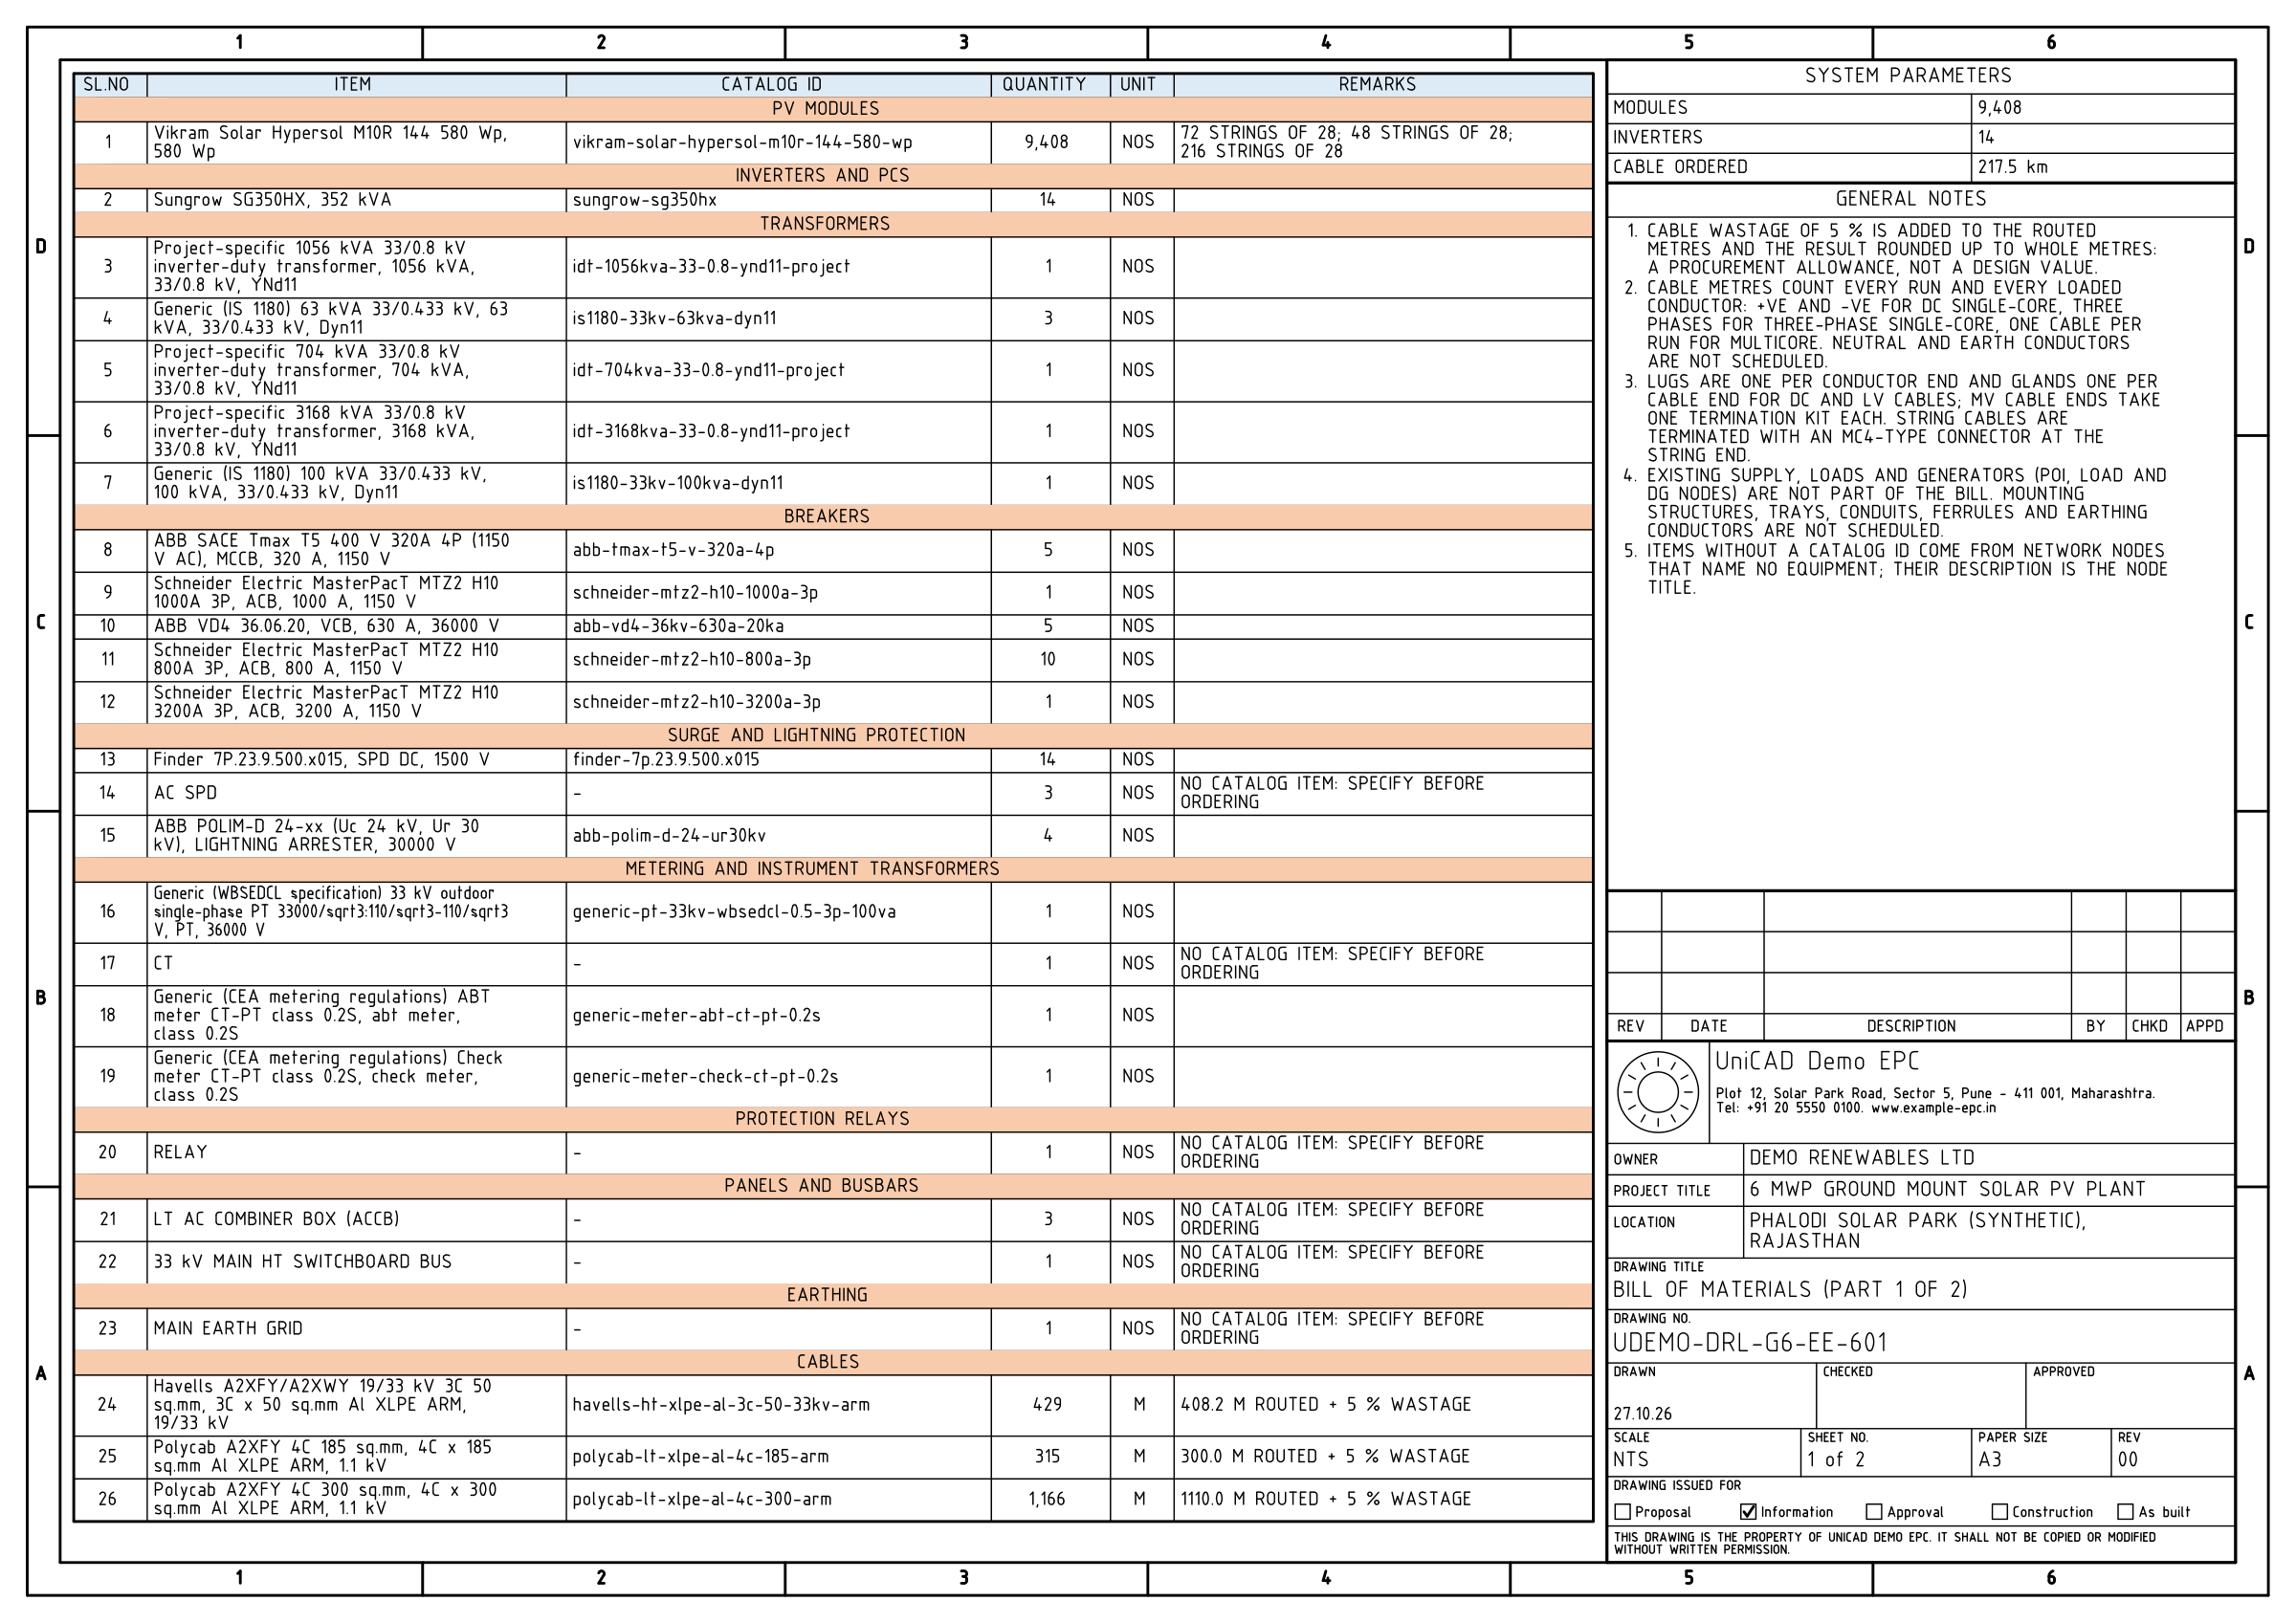 1 2 3 4 5 6
SL.NO ITEM CATALOG ID QUANTITY UNIT REMARKS
PV MODULES
1 Vikram Solar Hypersol M10R 144 580 Wp, 580 Wp vikram-solar-hypersol-m10r-144-580-wp 9,408 NOS 72 STRINGS OF 28; 48 STRINGS OF 28; 216 STRINGS OF 28
INVERTERS AND PCS
2 Sungrow SG350HX, 352 kVA sungrow-sg350hx 14 NOS
TRANSFORMERS
3 Project-specific 1056 kVA 33/0.8 kV inverter-duty transformer, 1056 kVA, 33/0.8 kV, YNd11 idt-1056kva-33-0.8-ynd11-project 1 NOS
4 Generic (IS 1180) 63 kVA 33/0.433 kV, 63 kVA, 33/0.433 kV, Dyn11 is1180-33kv-63kva-dyn11 3 NOS
5 Project-specific 704 kVA 33/0.8 kV inverter-duty transformer, 704 kVA, 33/0.8 kV, YNd11 idt-704kva-33-0.8-ynd11-project 1 NOS
6 Project-specific 3168 kVA 33/0.8 kV inverter-duty transformer, 3168 kVA, 33/0.8 kV, YNd11 idt-3168kva-33-0.8-ynd11-project 1 NOS
7 Generic (IS 1180) 100 kVA 33/0.433 kV, 100 kVA, 33/0.433 kV, Dyn11 is1180-33kv-100kva-dyn11 1 NOS
BREAKERS
8 ABB SACE Tmax T5 400 V 320A 4P (1150 V AC), MCCB, 320 A, 1150 V abb-tmax-t5-v-320a-4p 5 NOS
9 Schneider Electric MasterPacT MTZ2 H10 1000A 3P, ACB, 1000 A, 1150 V schneider-mtz2-h10-1000a-3p 1 NOS
10 ABB VD4 36.06.20, VCB, 630 A, 36000 V abb-vd4-36kv-630a-20ka 5 NOS
11 Schneider Electric MasterPacT MTZ2 H10 800A 3P, ACB, 800 A, 1150 V schneider-mtz2-h10-800a-3p 10 NOS
12 Schneider Electric MasterPacT MTZ2 H10 3200A 3P, ACB, 3200 A, 1150 V schneider-mtz2-h10-3200a-3p 1 NOS
SURGE AND LIGHTNING PROTECTION
13 Finder 7P.23.9.500.x015, SPD DC, 1500 V finder-7p.23.9.500.x015 14 NOS
14 AC SPD - 3 NOS NO CATALOG ITEM: SPECIFY BEFORE ORDERING
15 ABB POLIM-D 24-xx (Uc 24 kV, Ur 30 kV), LIGHTNING ARRESTER, 30000 V abb-polim-d-24-ur30kv 4 NOS
METERING AND INSTRUMENT TRANSFORMERS
16 Generic (WBSEDCL specification) 33 kV outdoor single-phase PT 33000/sqrt3:110/sqrt3-110/sqrt3 V, PT, 36000 V generic-pt-33kv-wbsedcl-0.5-3p-100va 1 NOS
17 CT - 1 NOS NO CATALOG ITEM: SPECIFY BEFORE ORDERING
18 Generic (CEA metering regulations) ABT meter CT-PT class 0.2S, abt meter, class 0.2S generic-meter-abt-ct-pt-0.2s 1 NOS
19 Generic (CEA metering regulations) Check meter CT-PT class 0.2S, check meter, class 0.2S generic-meter-check-ct-pt-0.2s 1 NOS
PROTECTION RELAYS
20 RELAY - 1 NOS NO CATALOG ITEM: SPECIFY BEFORE ORDERING
PANELS AND BUSBARS
21 LT AC COMBINER BOX (ACCB) - 3 NOS NO CATALOG ITEM: SPECIFY BEFORE ORDERING
22 33 kV MAIN HT SWITCHBOARD BUS - 1 NOS NO CATALOG ITEM: SPECIFY BEFORE ORDERING
EARTHING
23 MAIN EARTH GRID - 1 NOS NO CATALOG ITEM: SPECIFY BEFORE ORDERING
CABLES
24 Havells A2XFY/A2XWY 19/33 kV 3C 50 sq.mm, 3C x 50 sq.mm Al XLPE ARM, 19/33 kV havells-ht-xlpe-al-3c-50-33kv-arm 429 M 408.2 M ROUTED + 5 % WASTAGE
25 Polycab A2XFY 4C 185 sq.mm, 4C x 185 sq.mm Al XLPE ARM, 1.1 kV polycab-lt-xlpe-al-4c-185-arm 315 M 300.0 M ROUTED + 5 % WASTAGE
26 Polycab A2XFY 4C 300 sq.mm, 4C x 300 sq.mm Al XLPE ARM, 1.1 kV polycab-lt-xlpe-al-4c-300-arm 1,166 M 1110.0 M ROUTED + 5 % WASTAGE
SYSTEM PARAMETERS
MODULES 9,408
INVERTERS 14
CABLE ORDERED 217.5 km
GENERAL NOTES
1. CABLE WASTAGE OF 5 % IS ADDED TO THE ROUTED
METRES AND THE RESULT ROUNDED UP TO WHOLE METRES:
A PROCUREMENT ALLOWANCE, NOT A DESIGN VALUE.
2. CABLE METRES COUNT EVERY RUN AND EVERY LOADED
CONDUCTOR: +VE AND -VE FOR DC SINGLE-CORE, THREE
PHASES FOR THREE-PHASE SINGLE-CORE, ONE CABLE PER
RUN FOR MULTICORE. NEUTRAL AND EARTH CONDUCTORS
ARE NOT SCHEDULED.
3. LUGS ARE ONE PER CONDUCTOR END AND GLANDS ONE PER
CABLE END FOR DC AND LV CABLES; MV CABLE ENDS TAKE
ONE TERMINATION KIT EACH. STRING CABLES ARE
TERMINATED WITH AN MC4-TYPE CONNECTOR AT THE
STRING END.
4. EXISTING SUPPLY, LOADS AND GENERATORS (POI, LOAD AND
DG NODES) ARE NOT PART OF THE BILL. MOUNTING
STRUCTURES, TRAYS, CONDUITS, FERRULES AND EARTHING
CONDUCTORS ARE NOT SCHEDULED.
5. ITEMS WITHOUT A CATALOG ID COME FROM NETWORK NODES
THAT NAME NO EQUIPMENT; THEIR DESCRIPTION IS THE NODE
TITLE.
REV DATE DESCRIPTION BY CHKD APPD
UniCAD Demo EPC
Plot 12, Solar Park Road, Sector 5, Pune - 411 001, Maharashtra.
Tel: +91 20 5550 0100. www.example-epc.in
OWNER DEMO RENEWABLES LTD
PROJECT TITLE 6 MWP GROUND MOUNT SOLAR PV PLANT
LOCATION PHALODI SOLAR PARK (SYNTHETIC),
RAJASTHAN
DRAWING TITLE
BILL OF MATERIALS (PART 1 OF 2)
DRAWING NO.
UDEMO-DRL-G6-EE-601
DRAWN CHECKED APPROVED
27.10.26
SCALE SHEET NO. PAPER SIZE REV
NTS 1 of 2 A3 00
DRAWING ISSUED FOR
Proposal Information Approval Construction As built
THIS DRAWING IS THE PROPERTY OF UNICAD DEMO EPC. IT SHALL NOT BE COPIED OR MODIFIED
WITHOUT WRITTEN PERMISSION.
D D
C C
B B
A A
1 2 3 4 5 6